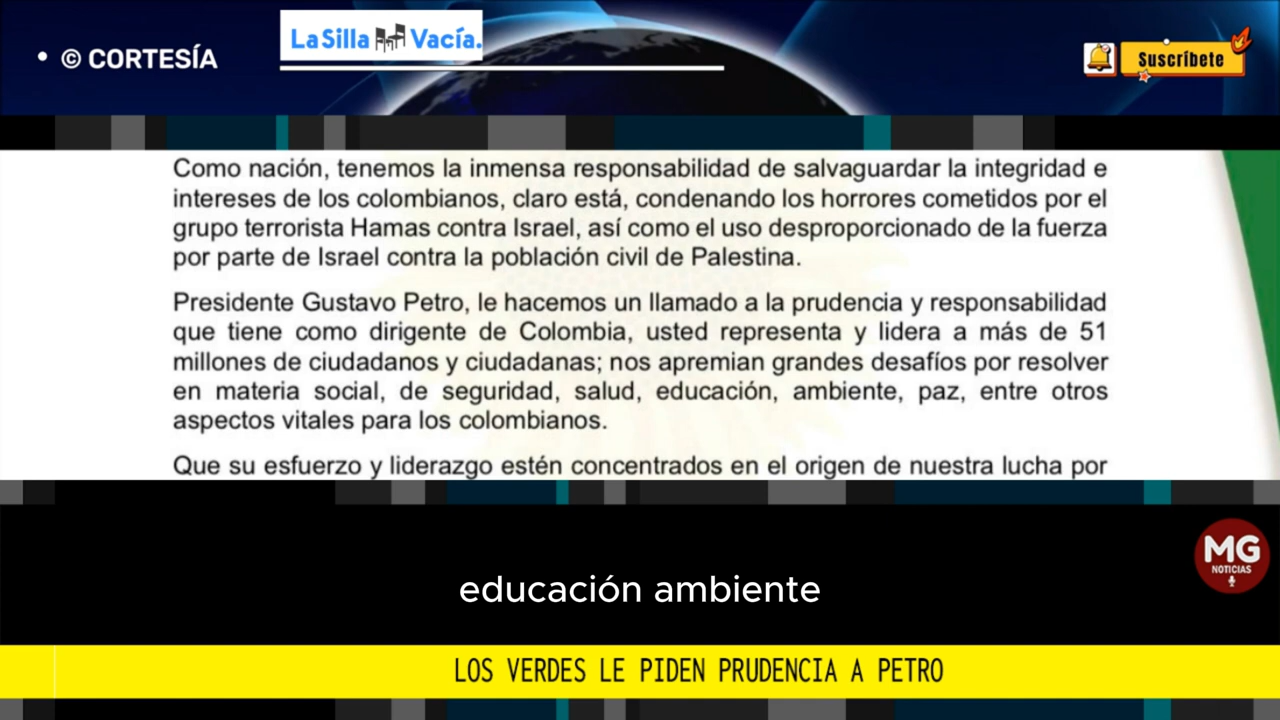 • © CORTESÍA
La Silla Vacía.
Suscríbete
Como nación, tenemos la inmensa responsabilidad de salvaguardar la integridad e
intereses de los colombianos, claro está, condenando los horrores cometidos por el
grupo terrorista Hamas contra Israel, así como el uso desproporcionado de la fuerza
por parte de Israel contra la población civil de Palestina.
Presidente Gustavo Petro, le hacemos un llamado a la prudencia y responsabilidad
que tiene como dirigente de Colombia, usted representa y lidera a más de 51
millones de ciudadanos y ciudadanas; nos apremian grandes desafíos por resolver
en materia social, de seguridad, salud, educación, ambiente, paz, entre otros
aspectos vitales para los colombianos.
Que su esfuerzo y liderazgo estén concentrados en el origen de nuestra lucha por
MG
NOTICIAS
educación ambiente
LOS VERDES LE PIDEN PRUDENCIA A PETRO